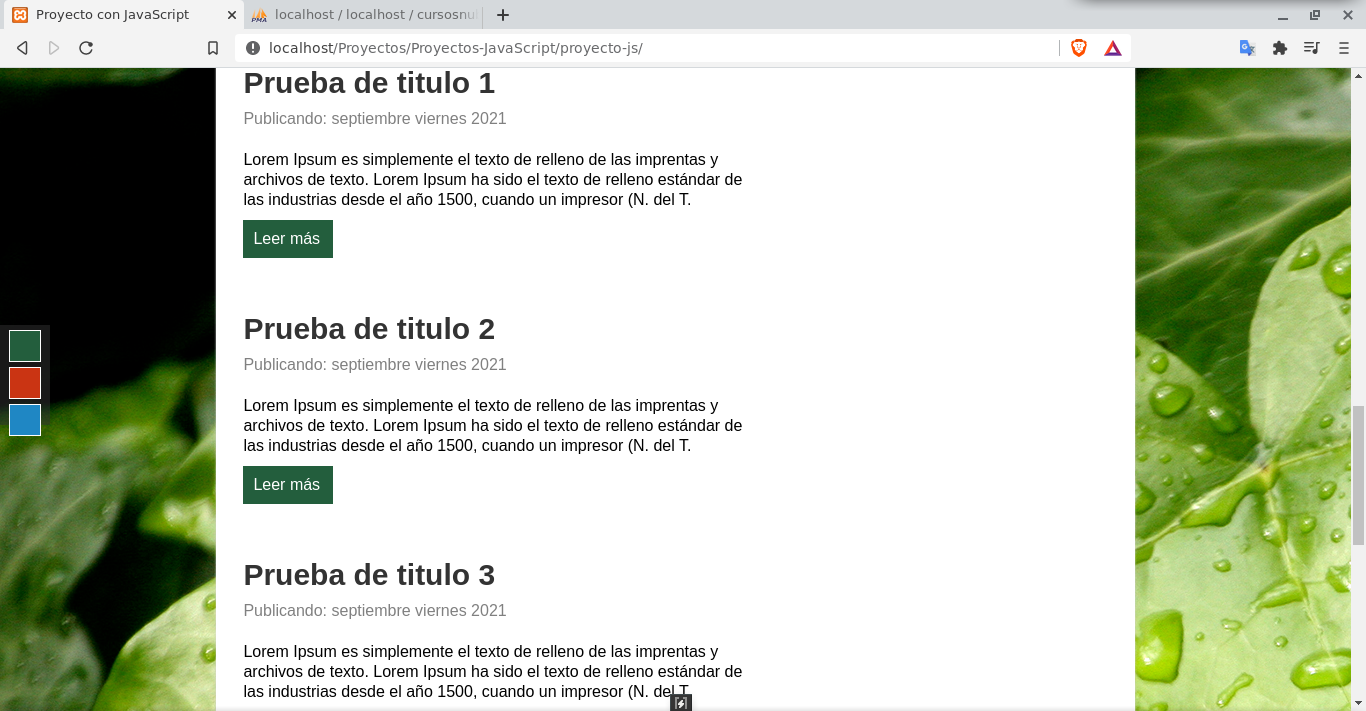 Proyecto con JavaScript
localhost / localhost / cursosnu
localhost/Proyectos/Proyectos-JavaScript/proyecto-js/
Prueba de titulo 1
Publicando: septiembre viernes 2021
Lorem Ipsum es simplemente el texto de relleno de las imprentas y
archivos de texto. Lorem Ipsum ha sido el texto de relleno estándar de
las industrias desde el año 1500, cuando un impresor (N. del T.
Leer más
Prueba de titulo 2
Publicando: septiembre viernes 2021
Lorem Ipsum es simplemente el texto de relleno de las imprentas y
archivos de texto. Lorem Ipsum ha sido el texto de relleno estándar de
las industrias desde el año 1500, cuando un impresor (N. del T.
Leer más
Prueba de titulo 3
Publicando: septiembre viernes 2021
Lorem Ipsum es simplemente el texto de relleno de las imprentas y
archivos de texto. Lorem Ipsum ha sido el texto de relleno estándar de
las industrias desde el año 1500, cuando un impresor (N. del T.